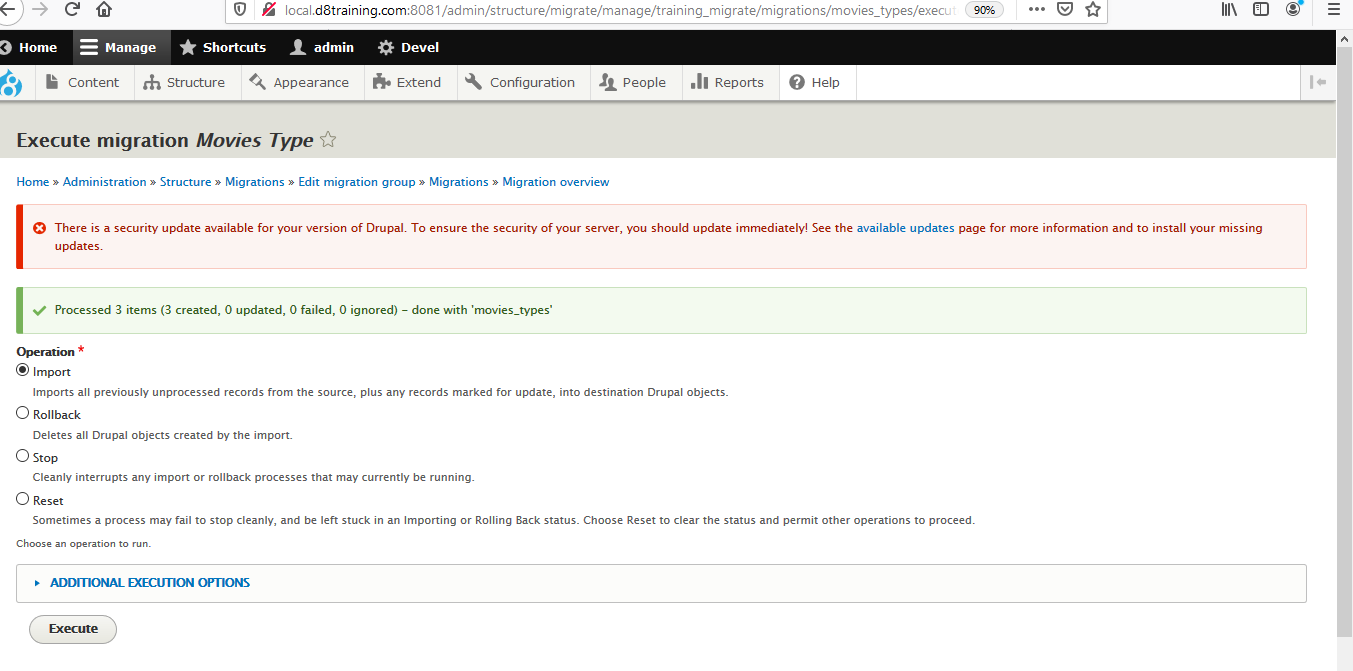 local.d8training.com:8081/admin/structure/migrate/manage/training_migrate/migrations/movies_types/execut 90%
Home Manage Shortcuts admin Devel
Content Structure Appearance Extend Configuration People Reports Help
Execute migration Movies Type
Home » Administration » Structure » Migrations » Edit migration group » Migrations » Migration overview
There is a security update available for your version of Drupal. To ensure the security of your server, you should update immediately! See the available updates page for more information and to install your missing
updates.
Processed 3 items (3 created, 0 updated, 0 failed, 0 ignored) - done with 'movies_types'
Operation *
Import
Imports all previously unprocessed records from the source, plus any records marked for update, into destination Drupal objects.
Rollback
Deletes all Drupal objects created by the import.
Stop
Cleanly interrupts any import or rollback processes that may currently be running.
Reset
Sometimes a process may fail to stop cleanly, and be left stuck in an Importing or Rolling Back status. Choose Reset to clear the status and permit other operations to proceed.
Choose an operation to run.
ADDITIONAL EXECUTION OPTIONS
Execute